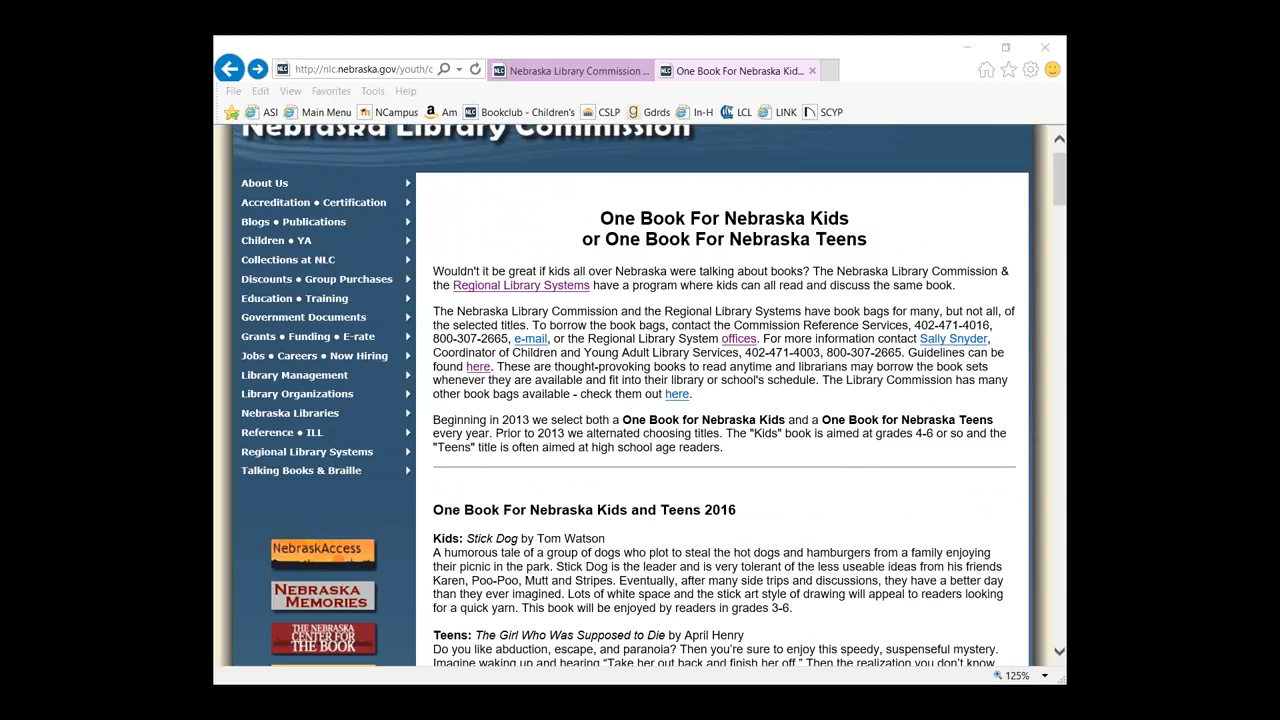 http://nlc.nebraska.gov/youth/c
Nebraska Library Commission ...
One Book For Nebraska Kid...
File Edit View Favorites Tools Help
ASI Main Menu NCampus Am Bookclub - Children's CSLP Gdrds In-H LCL LINK SCYP
Nebraska Library Commission
About Us
Accreditation ● Certification
Blogs ● Publications
Children ● YA
Collections at NLC
Discounts ● Group Purchases
Education ● Training
Government Documents
Grants ● Funding ● E-rate
Jobs ● Careers ● Now Hiring
Library Management
Library Organizations
Nebraska Libraries
Reference ● ILL
Regional Library Systems
Talking Books & Braille
NebraskAccess
NEBRASKA
MEMORIES
THE NEBRASKA
CENTER FOR
THE BOOK
One Book For Nebraska Kids
or One Book For Nebraska Teens
Wouldn't it be great if kids all over Nebraska were talking about books? The Nebraska Library Commission &
the Regional Library Systems have a program where kids can all read and discuss the same book.
The Nebraska Library Commission and the Regional Library Systems have book bags for many, but not all, of
the selected titles. To borrow the book bags, contact the Commission Reference Services, 402-471-4016,
800-307-2665, e-mail, or the Regional Library System offices. For more information contact Sally Snyder,
Coordinator of Children and Young Adult Library Services, 402-471-4003, 800-307-2665. Guidelines can be
found here. These are thought-provoking books to read anytime and librarians may borrow the book sets
whenever they are available and fit into their library or school's schedule. The Library Commission has many
other book bags available - check them out here.
Beginning in 2013 we select both a One Book for Nebraska Kids and a One Book for Nebraska Teens
every year. Prior to 2013 we alternated choosing titles. The "Kids" book is aimed at grades 4-6 or so and the
"Teens" title is often aimed at high school age readers.
One Book For Nebraska Kids and Teens 2016
Kids: Stick Dog by Tom Watson
A humorous tale of a group of dogs who plot to steal the hot dogs and hamburgers from a family enjoying
their picnic in the park. Stick Dog is the leader and is very tolerant of the less useable ideas from his friends
Karen, Poo-Poo, Mutt and Stripes. Eventually, after many side trips and discussions, they have a better day
than they ever imagined. Lots of white space and the stick art style of drawing will appeal to readers looking
for a quick yarn. This book will be enjoyed by readers in grades 3-6.
Teens: The Girl Who Was Supposed to Die by April Henry
Do you like abduction, escape, and paranoia? Then you're sure to enjoy this speedy, suspenseful mystery.
Imagine waking up and hearing "Take her out back and finish her off." Then the realization you don't know
125%